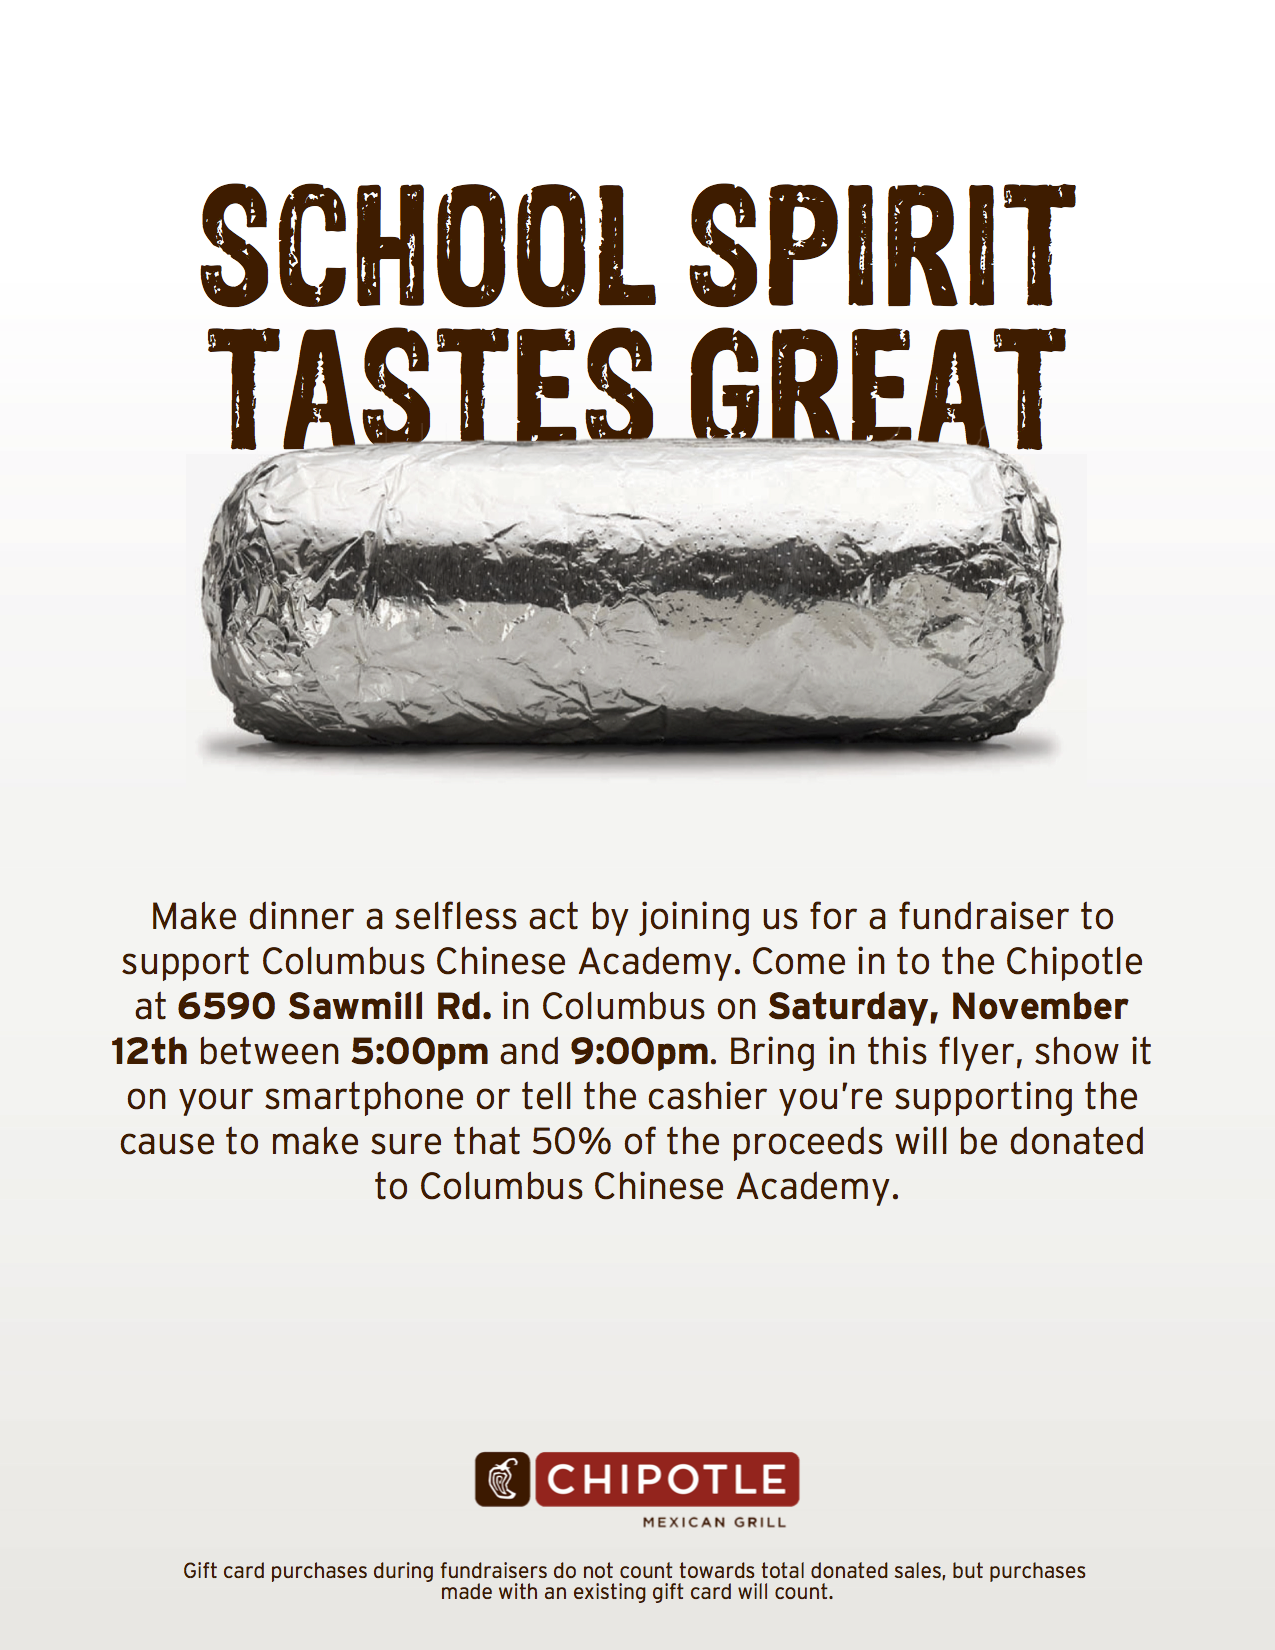 SCHOOL SPIRIT
TASTES GREAT
Make dinner a selfless act by joining us for a fundraiser to
support Columbus Chinese Academy. Come in to the Chipotle
at 6590 Sawmill Rd. in Columbus on Saturday, November
12th between 5:00pm and 9:00pm. Bring in this flyer, show it
on your smartphone or tell the cashier you're supporting the
cause to make sure that 50% of the proceeds will be donated
to Columbus Chinese Academy.
CHIPOTLE
MEXICAN GRILL
Gift card purchases during fundraisers do not count towards total donated sales, but purchases
made with an existing gift card will count.